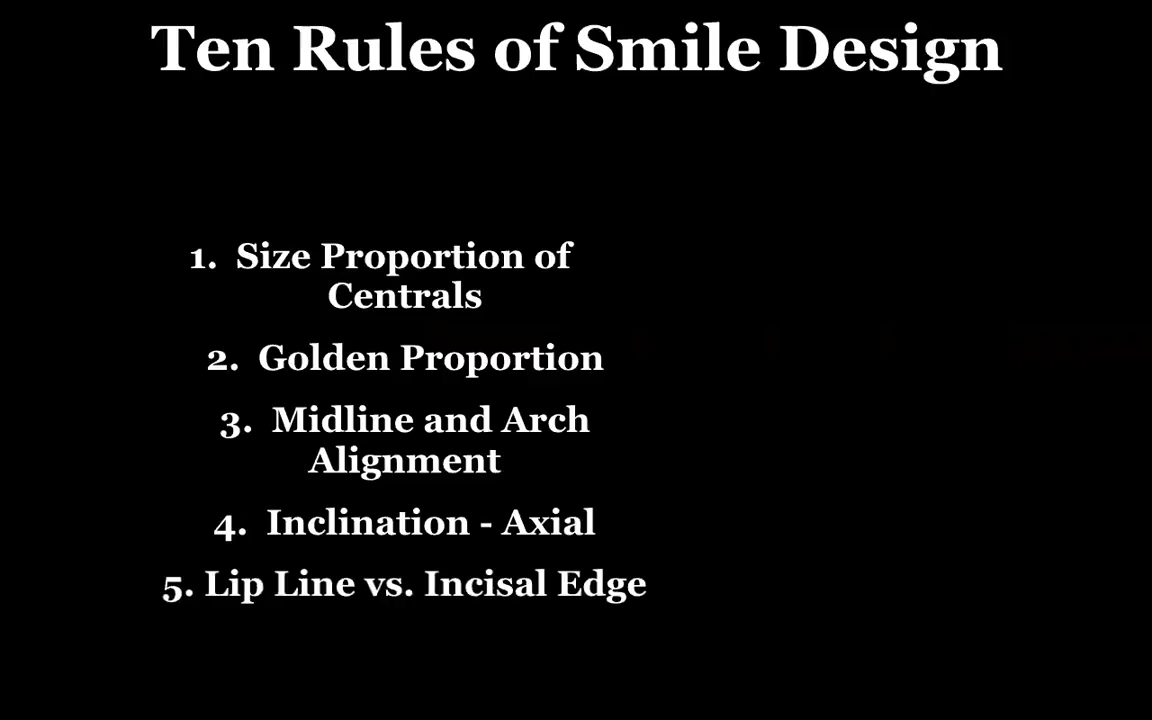 Ten Rules of Smile Design
1. Size Proportion of
Centrals
2. Golden Proportion
3. Midline and Arch
Alignment
4. Inclination - Axial
5. Lip Line vs. Incisal Edge